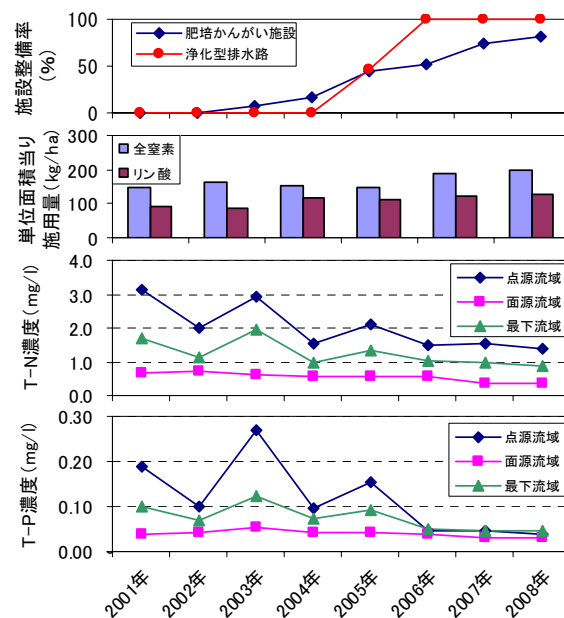 施設整備率
(%)
100
50
0
肥培かんがい施設
浄化型排水路
単位面積当り
施用量(kg/ha)
300
200
100
0
全窒素
リン酸
T-N濃度(mg/l)
4.0
3.0
2.0
1.0
0.0
点源流域
面源流域
最下流域
T-P濃度(mg/l)
0.30
0.20
0.10
0.00
点源流域
面源流域
最下流域
2001年
2002年
2003年
2004年
2005年
2006年
2007年
2008年